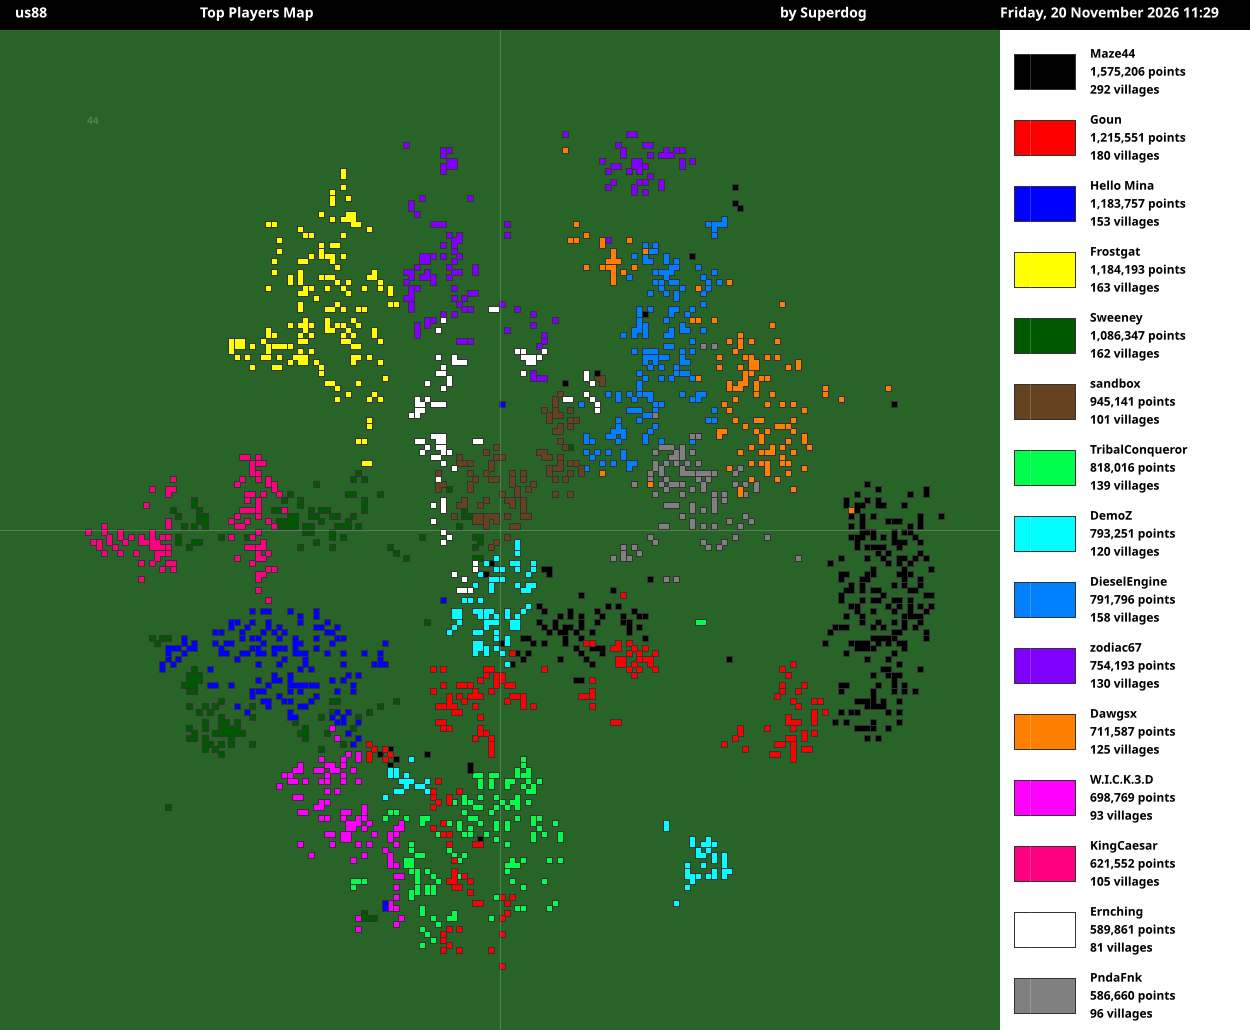 us88 Top Players Map by Superdog Friday, 20 November 2026 11:29
44
Maze44
1,575,206 points
292 villages
Goun
1,215,551 points
180 villages
Hello Mina
1,183,757 points
153 villages
Frostgat
1,184,193 points
163 villages
Sweeney
1,086,347 points
162 villages
sandbox
945,141 points
101 villages
TribalConqueror
818,016 points
139 villages
DemoZ
793,251 points
120 villages
DieselEngine
791,796 points
158 villages
zodiac67
754,193 points
130 villages
Dawgsx
711,587 points
125 villages
W.I.C.K.3.D
698,769 points
93 villages
KingCaesar
621,552 points
105 villages
Ernching
589,861 points
81 villages
PndaFnk
586,660 points
96 villages